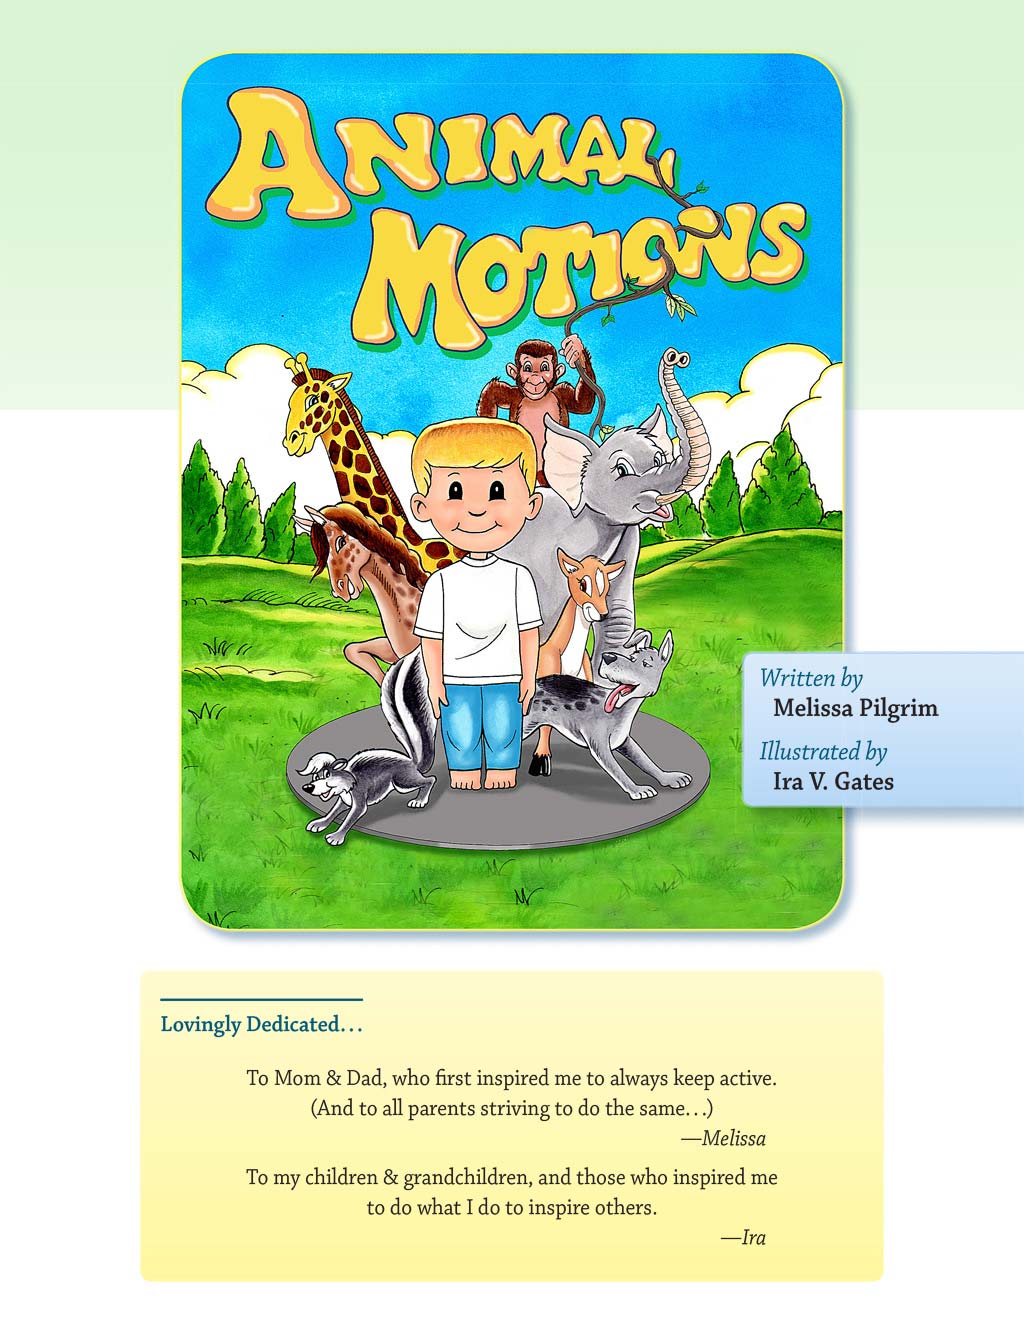 Animal
Motions
Written by
Melissa Pilgrim
Illustrated by
Ira V. Gates
Lovingly Dedicated...
To Mom & Dad, who first inspired me to always keep active.
(And to all parents striving to do the same...)
—Melissa
To my children & grandchildren, and those who inspired me
to do what I do to inspire others.
—Ira